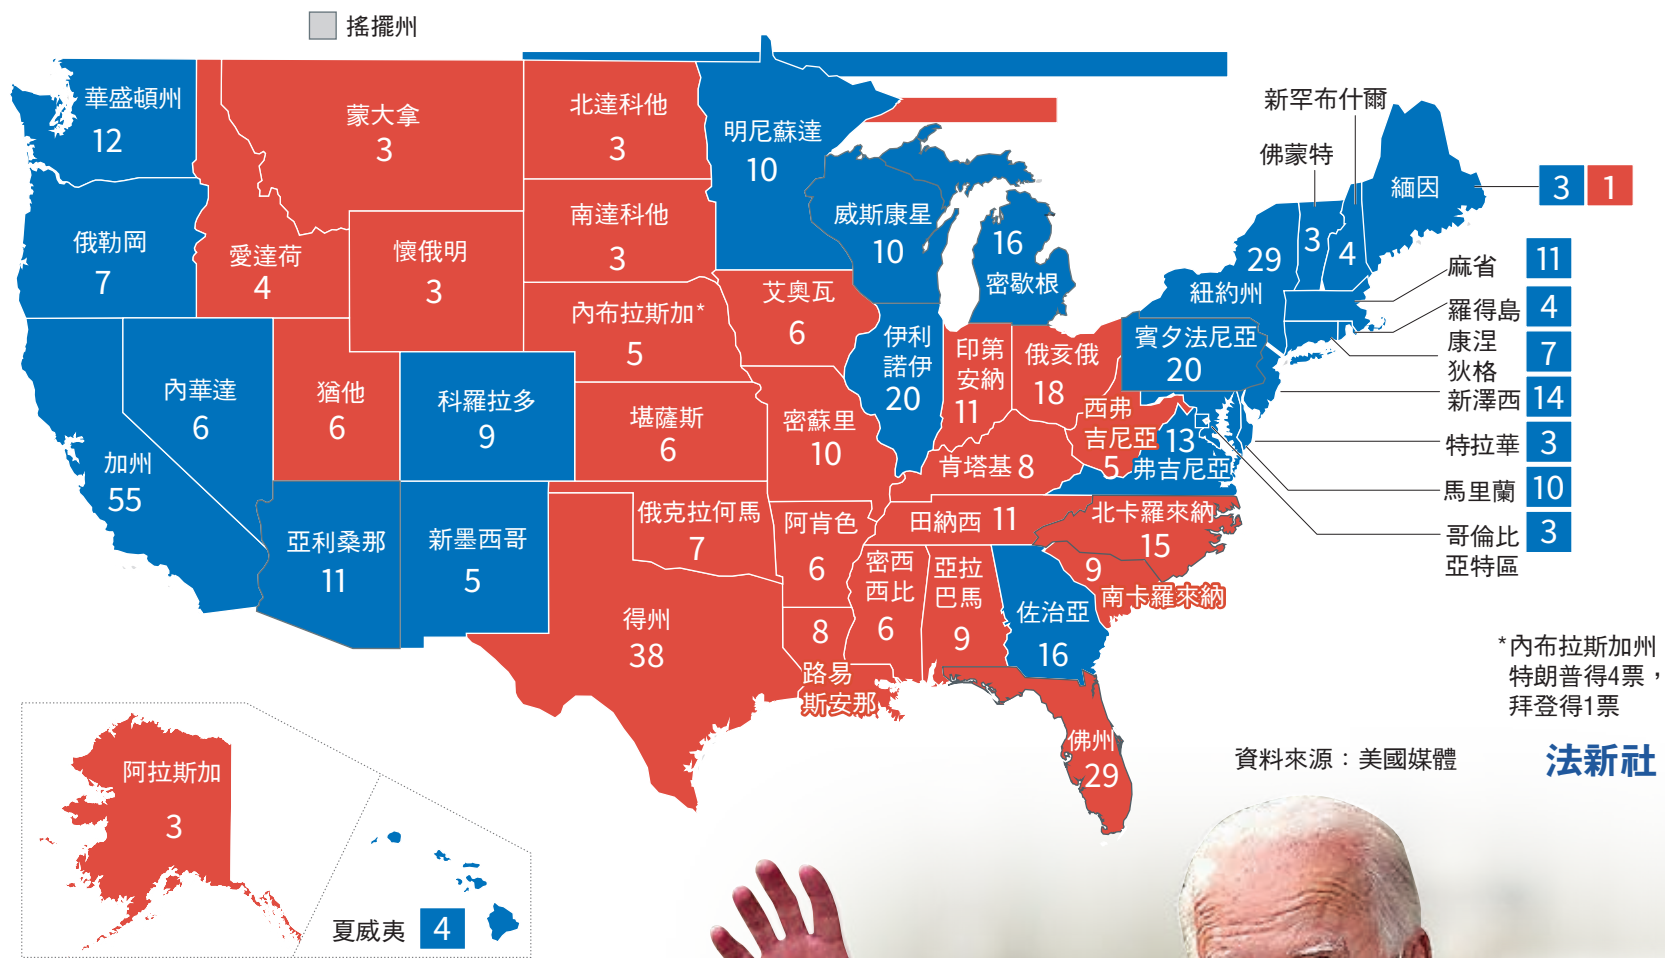 搖擺州
華盛頓州
12
蒙大拿
3
北達科他
3
明尼蘇達
10
新罕布什爾
佛蒙特
緬因
3 1
俄勒岡
7
愛達荷
4
懷俄明
3
南達科他
3
威斯康星
10
16
密歇根
3
4
29
紐約州
麻省 11
羅得島 4
康涅
狄格 7
新澤西 14
特拉華 3
馬里蘭 10
哥倫比
亞特區 3
內布拉斯加*
5
艾奧瓦
6
伊利
諾伊
20
印第
安納
11
俄亥俄
18
賓夕法尼亞
20
內華達
6
猶他
6
科羅拉多
9
堪薩斯
6
密蘇里
10
西弗
吉尼亞
5
13
弗吉尼亞
肯塔基 8
加州
55
亞利桑那
11
新墨西哥
5
俄克拉何馬
7
阿肯色
6
田納西 11
北卡羅來納
15
9
南卡羅來納
密西
西比
6
亞拉
巴馬
9
佐治亞
16
得州
38
8
路易
斯安那
佛州
29
*內布拉斯加州
特朗普得4票，
拜登得1票
阿拉斯加
3
夏威夷 4
資料來源：美國媒體
法新社